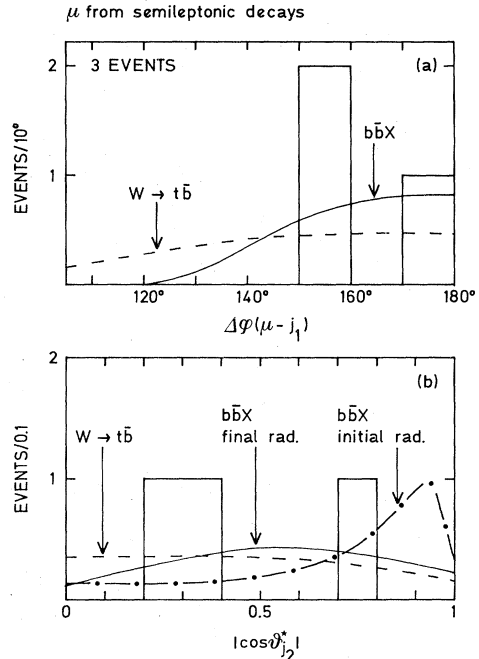 μ from semileptonic decays
3 EVENTS
(a)
2
1
EVENTS/10°
W → tb̄
bb̄X
120°
140°
160°
180°
Δφ(μ-j₁)
(b)
2
1
0
EVENTS/0.1
W → tb̄
bb̄X
final rad.
bb̄X
initial rad.
0
0.5
1
|cosϑ*j₂|